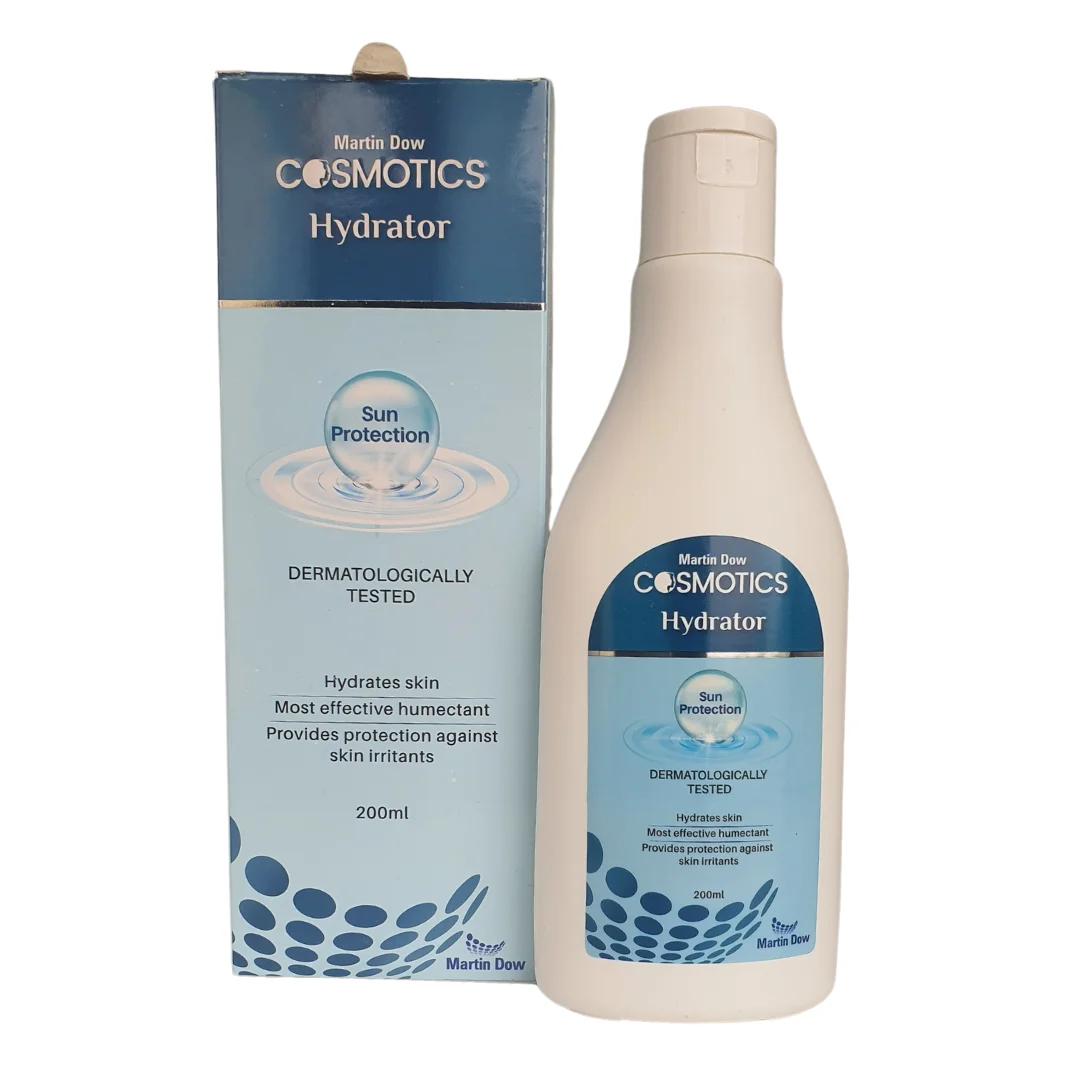 Martin Dow
COSMOTICS
Hydrator
Sun
Protection
DERMATOLOGICALLY
TESTED
Hydrates skin
Most effective humectant
Provides protection against
skin irritants
200ml
Martin Dow
Martin Dow
COSMOTICS
Hydrator
Sun
Protection
DERMATOLOGICALLY
TESTED
Hydrates skin
Most effective humectant
Provides protection against
skin irritants
200ml
Martin Dow